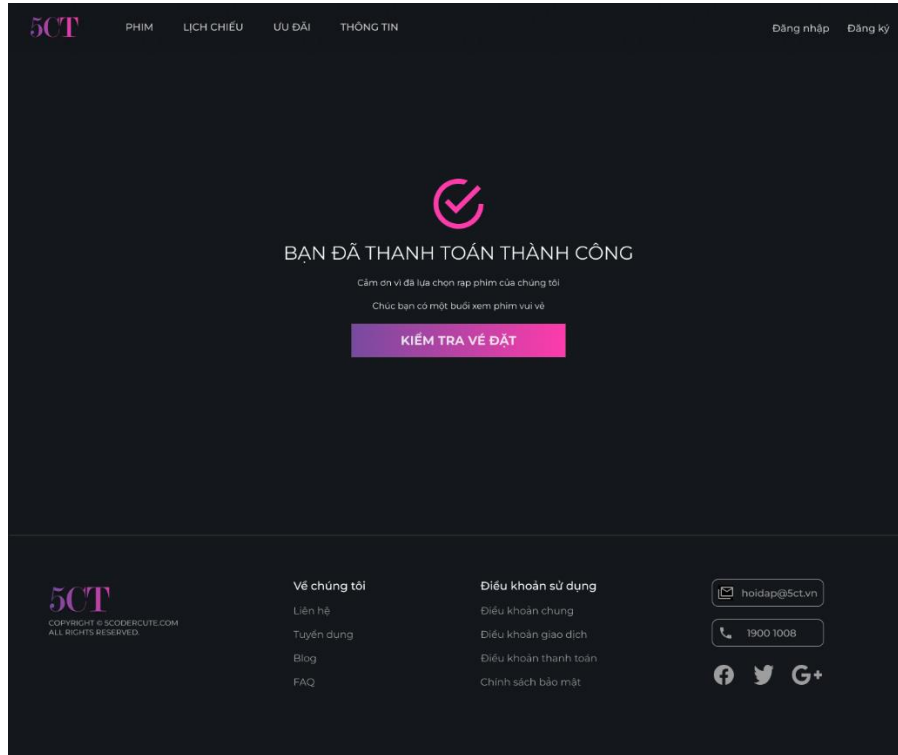 5CT
PHIM LỊCH CHIẾU ƯU ĐÃI THÔNG TIN Đăng nhập Đăng ký
BẠN ĐÃ THANH TOÁN THÀNH CÔNG
Cảm ơn vì đã lựa chọn rạp phim của chúng tôi
Chúc bạn có một buổi xem phim vui vẻ
KIỂM TRA VÉ ĐẶT
5CT
COPYRIGHT © 5CODERCUTE.COM
ALL RIGHTS RESERVED.
Về chúng tôi
Liên hệ
Tuyển dụng
Blog
FAQ
Điều khoản sử dụng
Điều khoản chung
Điều khoản giao dịch
Điều khoản thanh toán
Chính sách bảo mật
hoidap@5ct.vn
1900 1008
G+